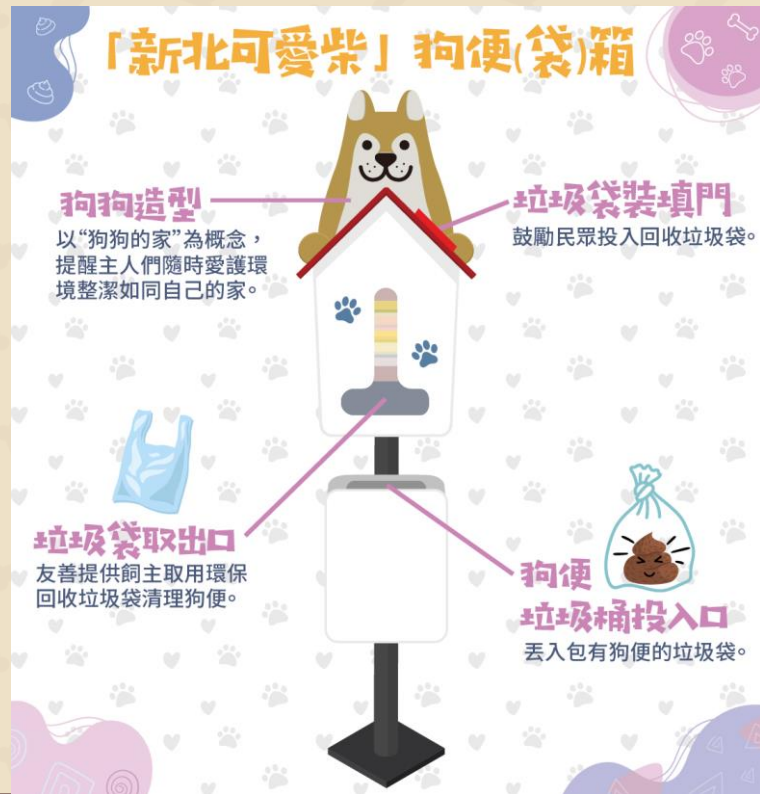 「新北可愛柴」狗便(袋)箱
狗狗造型
以“狗狗的家”為概念，
提醒主人們隨時愛護環
境整潔如同自己的家。
垃圾袋裝填門
鼓勵民眾投入回收垃圾袋。
垃圾袋取出口
友善提供飼主取用環保
回收垃圾袋清理狗便。
狗便
垃圾桶投入口
丟入包有狗便的垃圾袋。